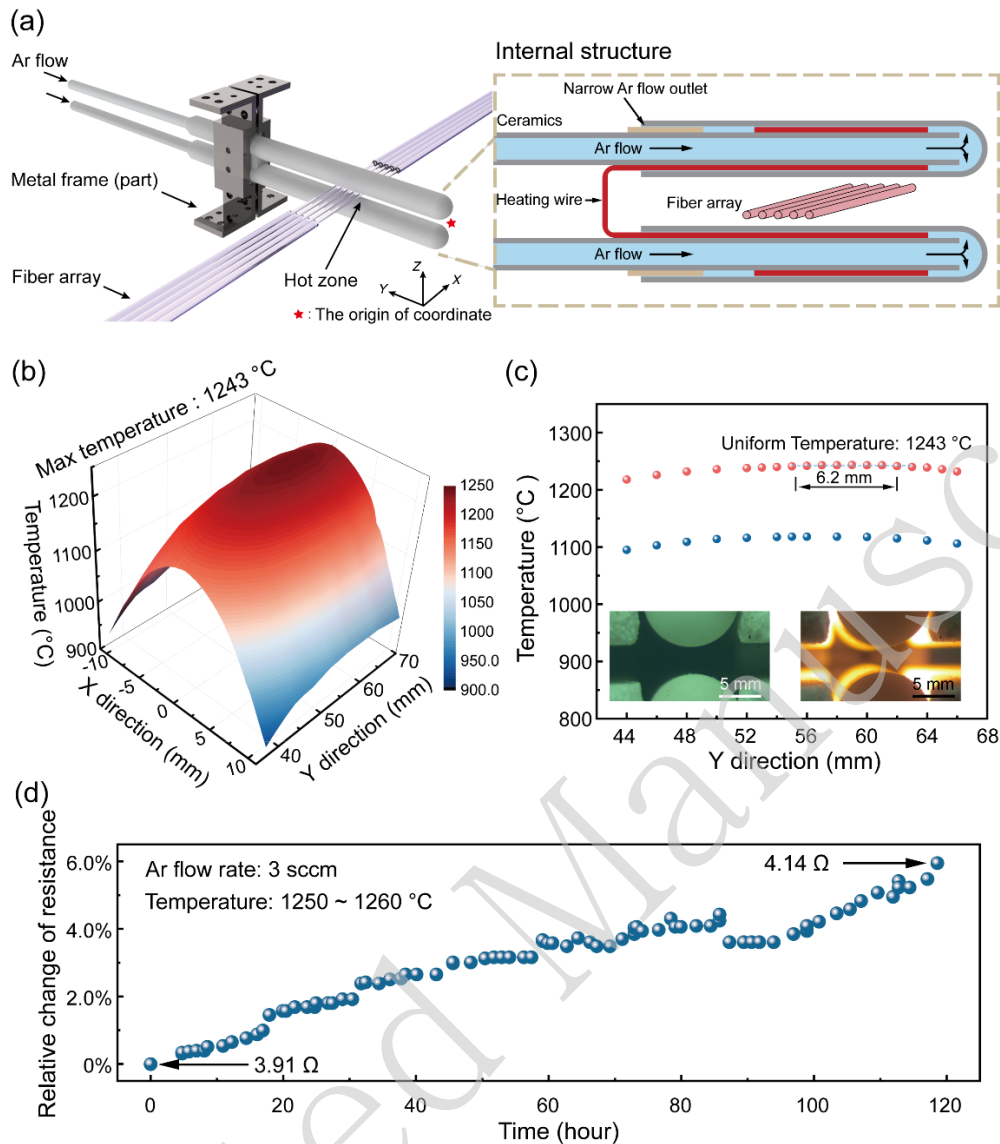 (a)
Ar flow
Metal frame (part)
Fiber array
Hot zone
Z
Y
X
★: The origin of coordinate
Internal structure
Narrow Ar flow outlet
Ceramics
Ar flow
Heating wire
Fiber array
Ar flow
(b)
Max temperature : 1243 °C
Temperature (°C)
1200
1100
1000
900
-10
-5
0
5
10
X direction (mm)
40
50
60
70
Y direction (mm)
1250
1200
1150
1100
1050
1000
950.0
900.0
(c)
Uniform Temperature: 1243 °C
6.2 mm
Temperature (°C )
1300
1200
1100
1000
900
800
5 mm
5 mm
44 48 52 56 60 64 68
Y direction (mm)
(d)
Relative change of resistance
6.0%
4.0%
2.0%
0%
Ar flow rate: 3 sccm
Temperature: 1250 ~ 1260 °C
4.14 Ω
3.91 Ω
0 20 40 60 80 100 120
Time (hour)
ed Manusc